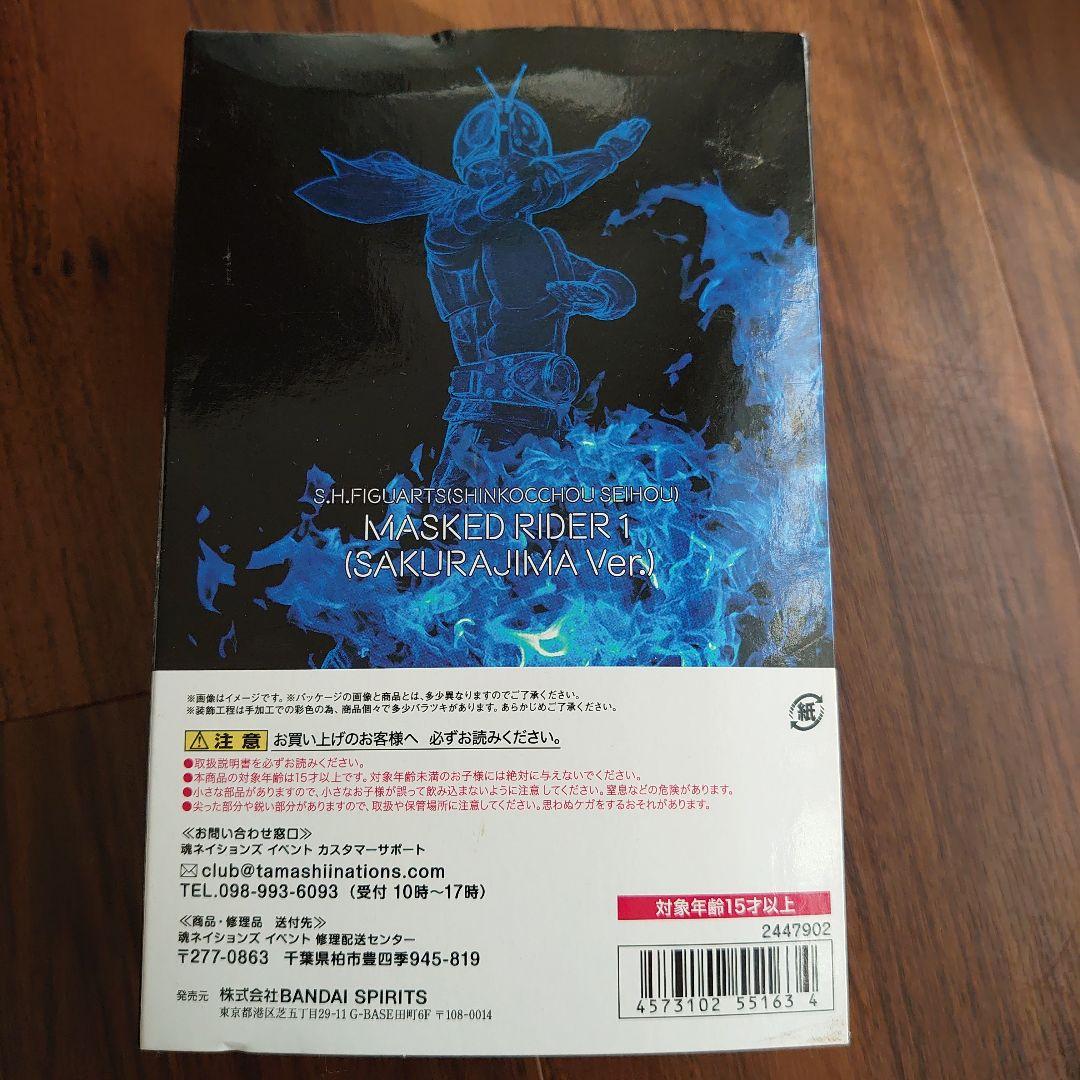 S.H.FIGUARTS(SHINKOCCHOU SEIHOU)
MASKED RIDER 1
(SAKURAJIMA Ver.)
※画像はイメージです。※パッケージの画像と商品とは、多少異なりますのでご了承ください。
※装飾工程は手加工での彩色の為、商品個々で多少バラツキがあります。あらかじめご了承ください。
紙
注意 お買い上げのお客様へ 必ずお読みください。
●取扱説明書を必ずお読みください。
●本商品の対象年齢は15才以上です。対象年齢未満のお子様には絶対に与えないでください。
●小さな部品がありますので、小さなお子様が誤って飲み込まないように注意してください。窒息などの危険があります。
●尖った部分や鋭い部分がありますので、取扱や保管場所に注意してください。思わぬケガをするおそれがあります。
≪お問い合わせ窓口≫
魂ネイションズ イベント カスタマーサポート
club@tamashiinations.com
TEL.098-993-6093（受付 10時～17時）
≪商品・修理品 送付先≫
魂ネイションズ イベント 修理配送センター
〒277-0863 千葉県柏市豊四季945-819
発売元 株式会社BANDAI SPIRITS
東京都港区芝五丁目29-11 G-BASE田町6F 〒108-0014
対象年齢15才以上
2447902
4573102 55163 4